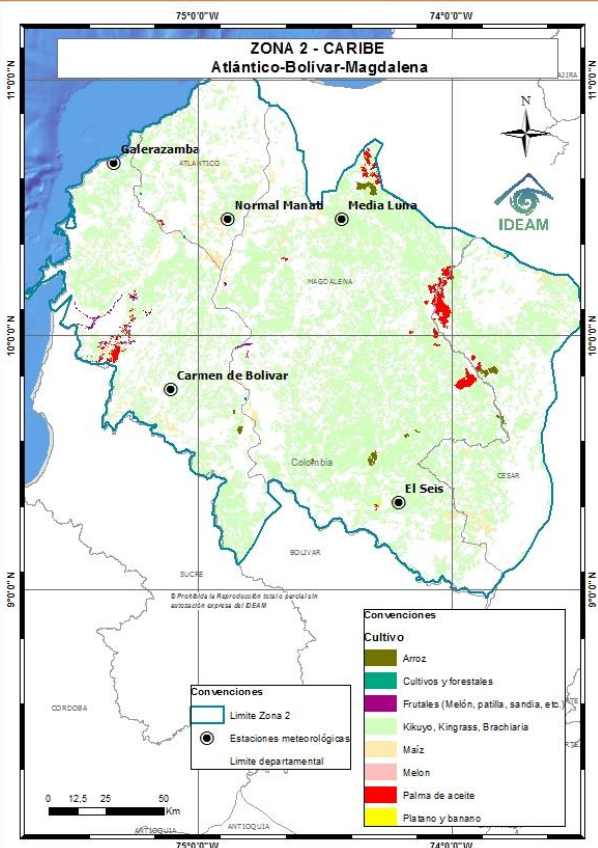 75°0'0"W 74°0'0"W
ZONA 2 - CARIBE
Atlántico-Bolívar-Magdalena
11°0'0"N
11°0'0"N
AJIRA
N
IDEAM
Galerazamba
ATLANTICO
Normal Manati
Media Luna
MAGDALENA
10°0'0"N
10°0'0"N
Carmen de Bolivar
Colombia
El Seis
CESAR
BOLIVAR
SUCRE
9°0'0"N
9°0'0"N
© Prohibida la Reproducción total o parcial sin
autorización expresa del IDEAM
CORDOBA
Convenciones
Limite Zona 2
Estaciones meteorológicas
Limite departamental
0 12,5 25 50
Km
Convenciones
Cultivo
Arroz
Cultivos y forestales
Frutales (Melón, patilla, sandia, etc.)
Kikuyo, Kingrass, Brachiaria
Maíz
Melon
Palma de aceite
Platano y banano
ANTIOQUIA
ANTIOQUIA
75°0'0"W 74°0'0"W